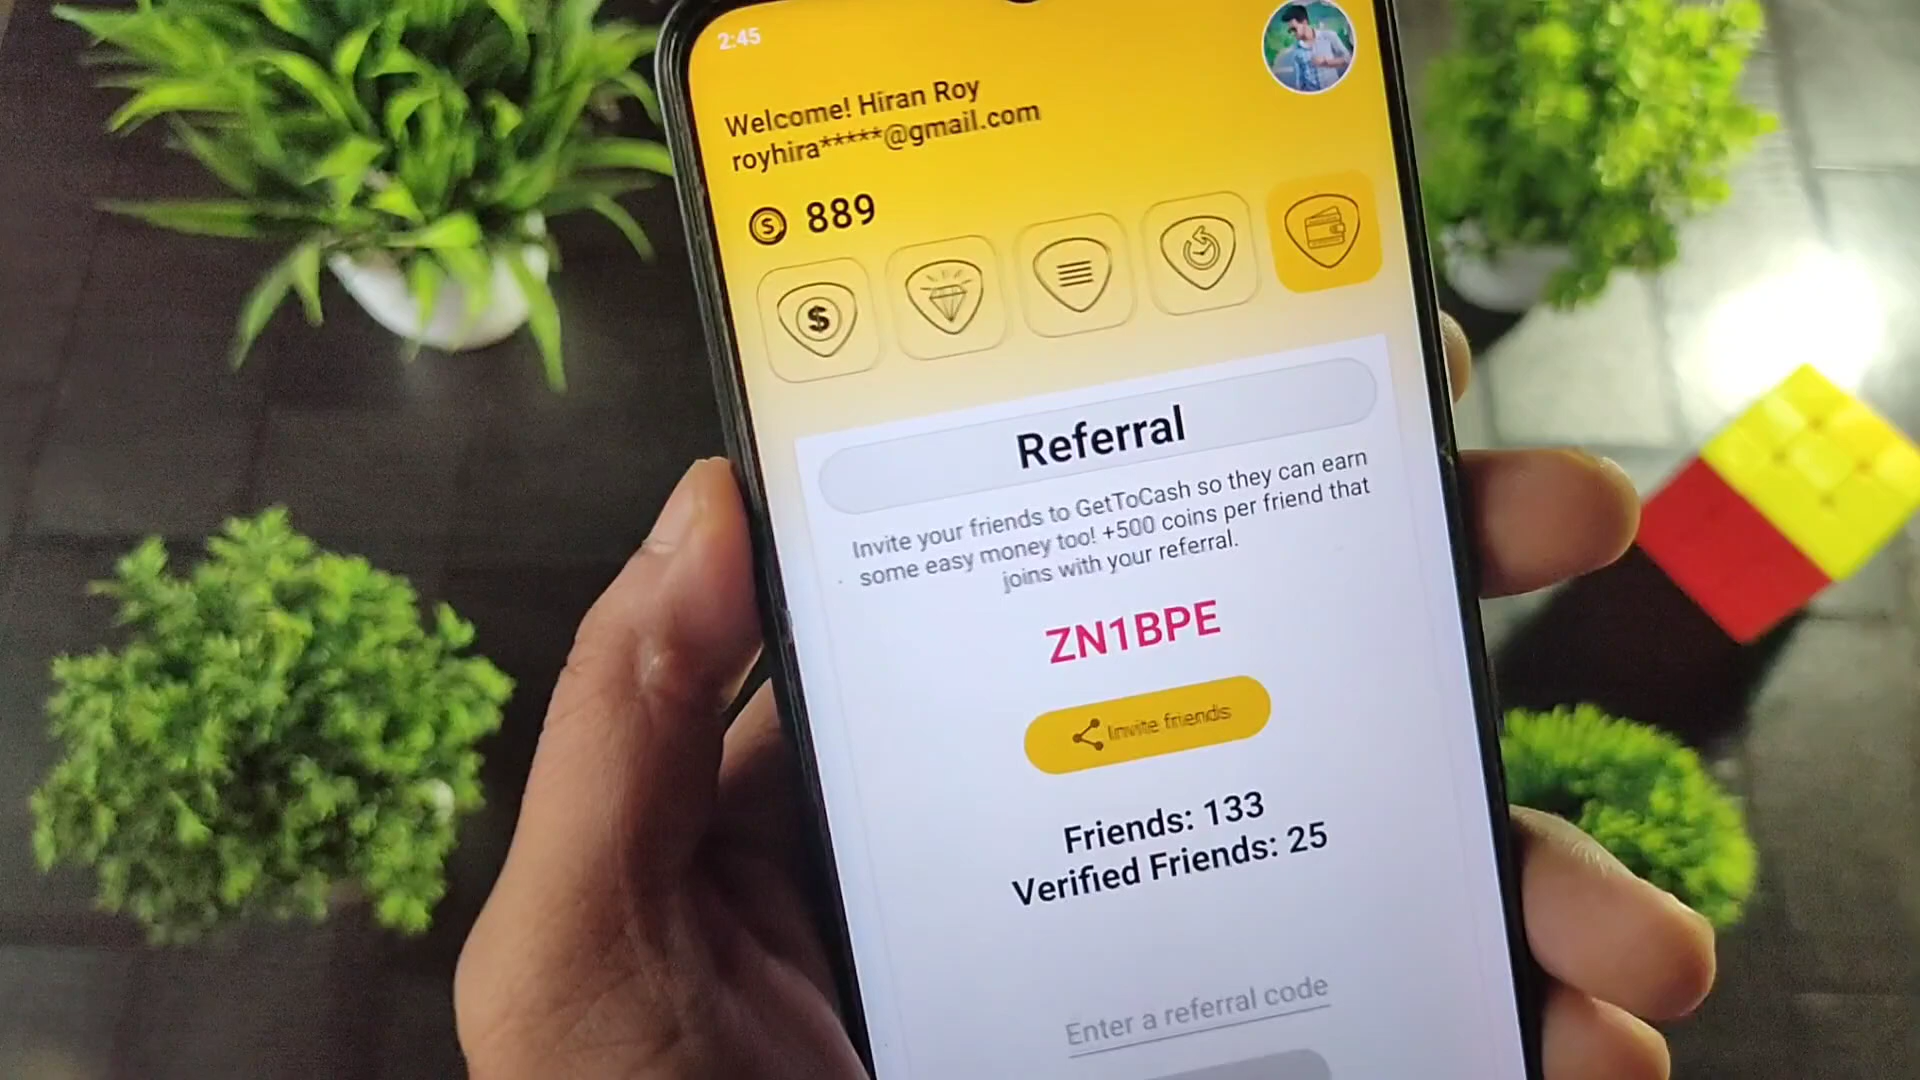 2:45
Welcome! Hiran Roy
royhira*****@gmail.com
889
Referral
Invite your friends to GetToCash so they can earn
some easy money too! +500 coins per friend that
joins with your referral.
ZN1BPE
Invite friends
Friends: 133
Verified Friends: 25
Enter a referral code